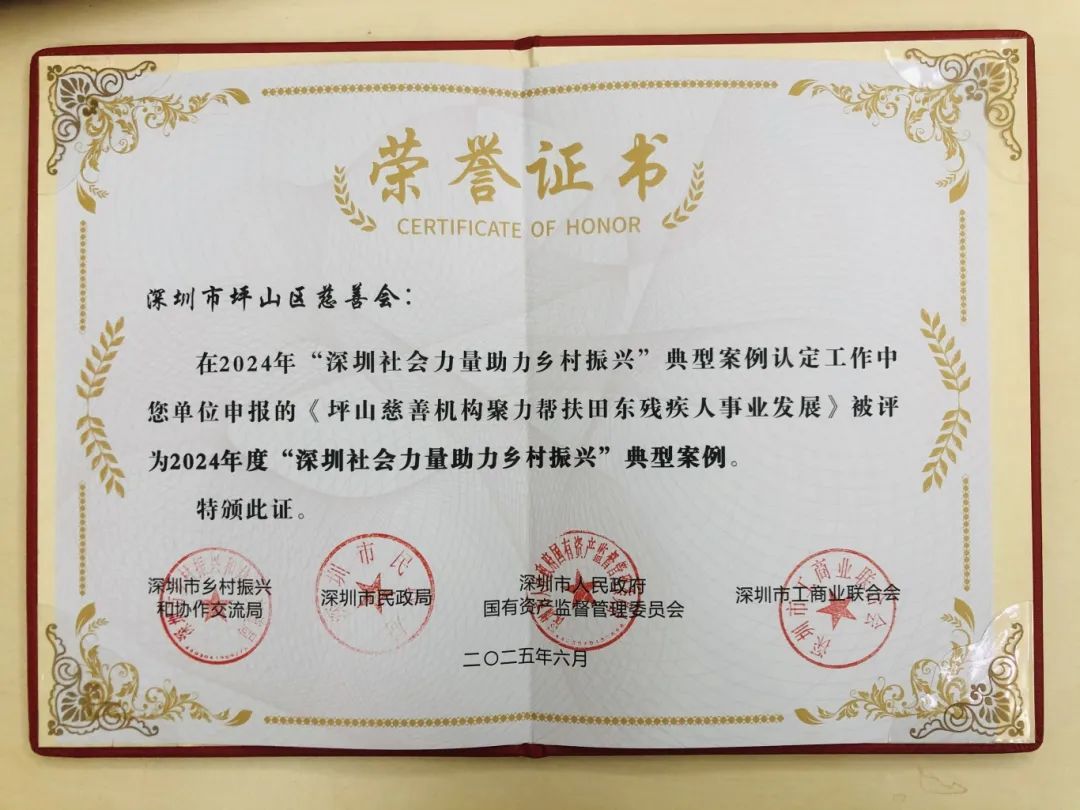 荣誉证书
CERTIFICATE OF HONOR
深圳市坪山区慈善会：
在2024年“深圳社会力量助力乡村振兴”典型案例认定工作中
您单位申报的《坪山慈善机构聚力帮扶田东残疾人事业发展》被评
为2024年度“深圳社会力量助力乡村振兴”典型案例。
特颁此证。
深圳市乡村振兴
和协作交流局
深圳市民政局
深圳市人民政府
国有资产监督管理委员会
深圳市工商业联合会
二〇二五年六月